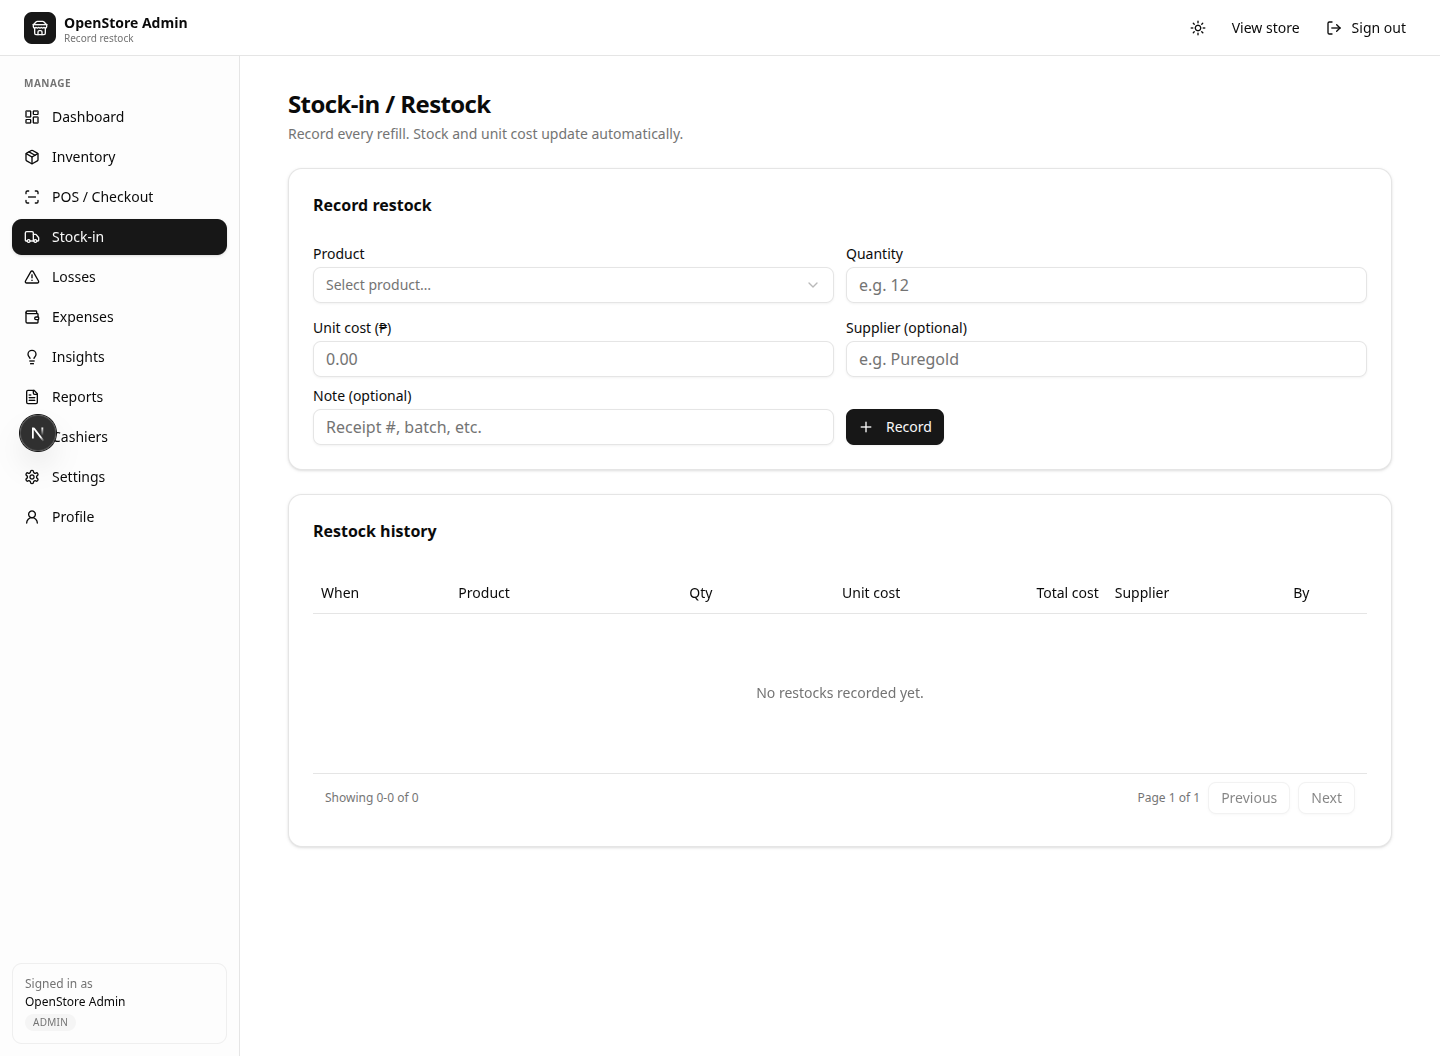 OpenStore Admin
Record restock
View store
Sign out
MANAGE
Dashboard
Inventory
POS / Checkout
Stock-in
Losses
Expenses
Insights
Reports
N
Cashiers
Settings
Profile
Signed in as
OpenStore Admin
ADMIN
Stock-in / Restock
Record every refill. Stock and unit cost update automatically.
Record restock
Product
Quantity
Select product...
e.g. 12
Unit cost (₱)
Supplier (optional)
0.00
e.g. Puregold
Note (optional)
Receipt #, batch, etc.
Record
Restock history
When Product Qty Unit cost Total cost Supplier By
No restocks recorded yet.
Showing 0-0 of 0
Page 1 of 1
Previous
Next